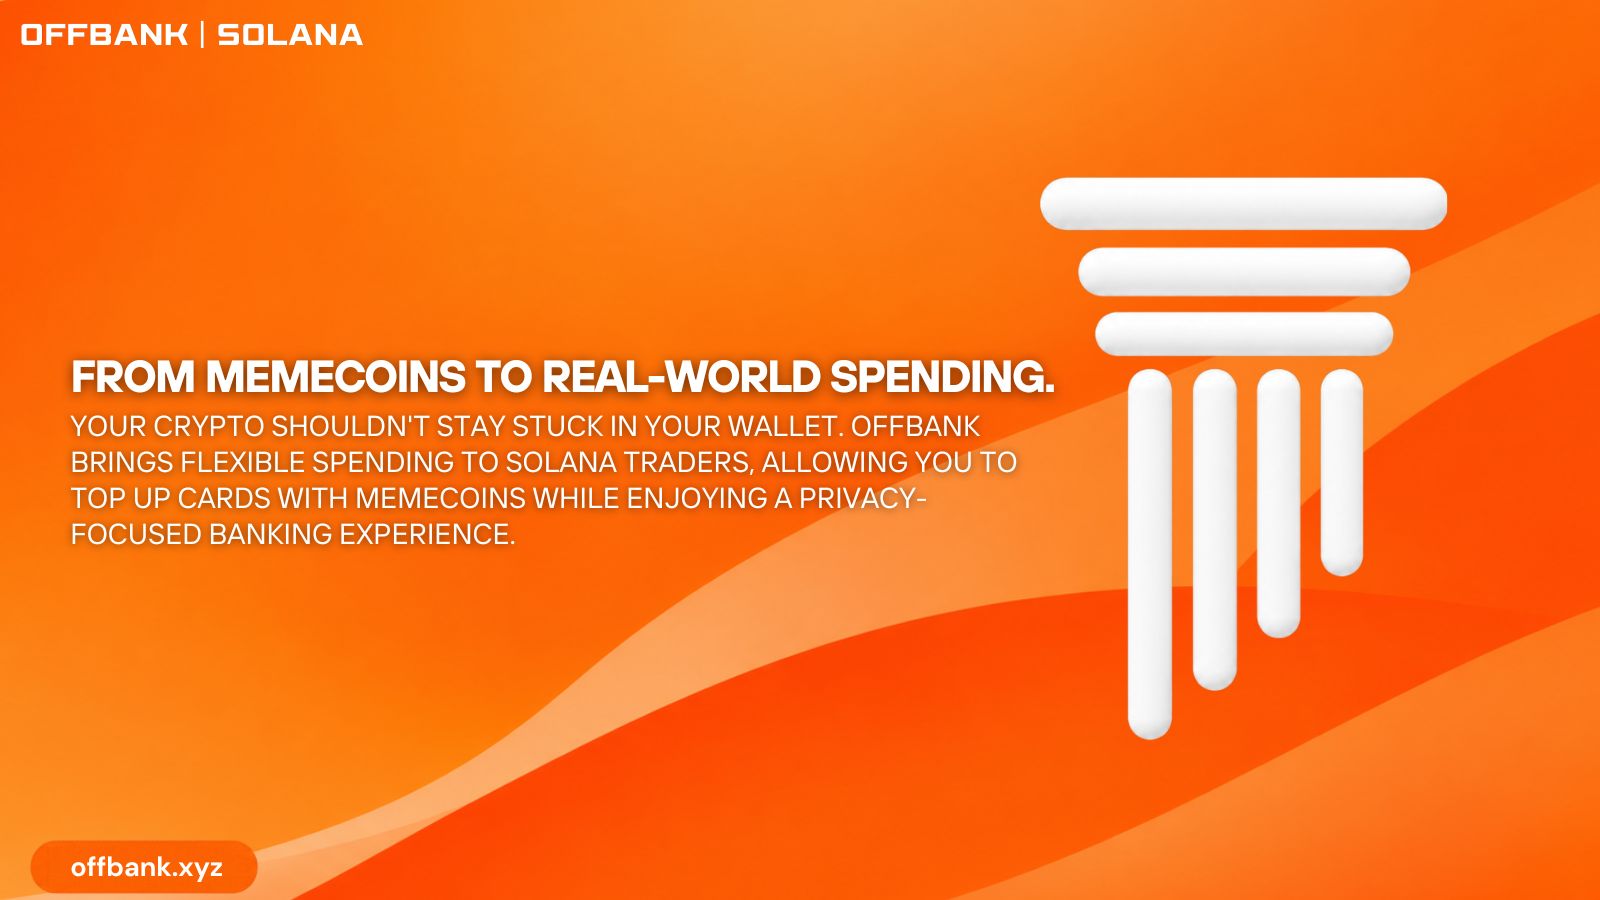 OFFBANK | SOLANA
FROM MEMECOINS TO REAL-WORLD SPENDING.
YOUR CRYPTO SHOULDN'T STAY STUCK IN YOUR WALLET. OFFBANK
BRINGS FLEXIBLE SPENDING TO SOLANA TRADERS, ALLOWING YOU TO
TOP UP CARDS WITH MEMECOINS WHILE ENJOYING A PRIVACY-
FOCUSED BANKING EXPERIENCE.
offbank.xyz